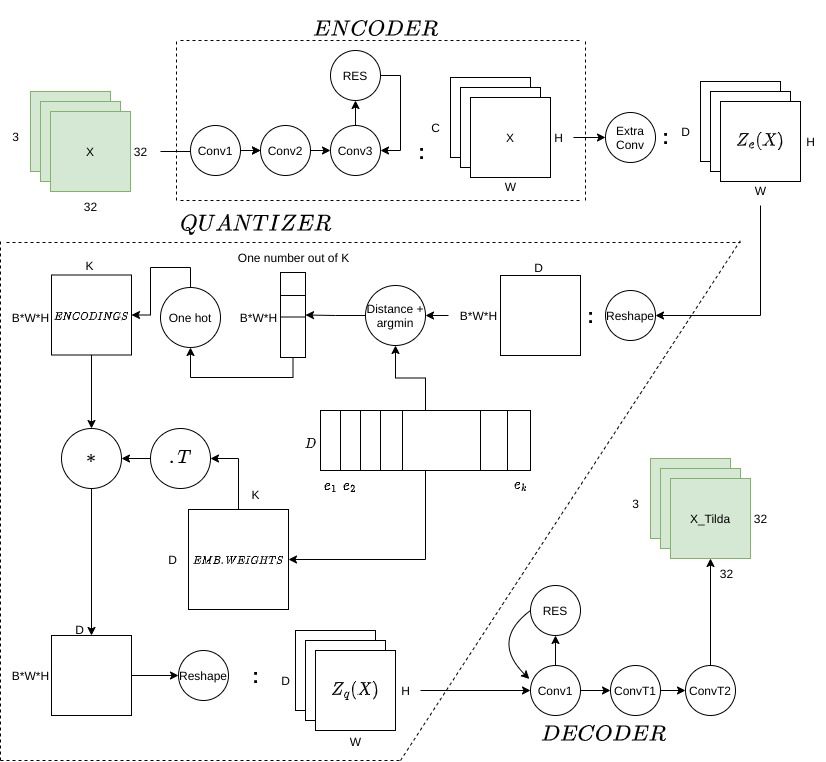 ENCODER
RES
3
X
32
32
Conv1
Conv2
Conv3
:
C
X
H
W
Extra
Conv
:
D
Z_e(X)
H
W
QUANTIZER
K
B*W*H
ENCODINGS
One hot
One number out of K
B*W*H
Distance +
argmin
B*W*H
D
:
Reshape
*
.T
K
D
EMB.WEIGHTS
D
e_1 e_2
e_k
D
B*W*H
Reshape
:
D
Z_q(X)
H
W
RES
Conv1
ConvT1
ConvT2
DECODER
3
X_Tilda
32
32